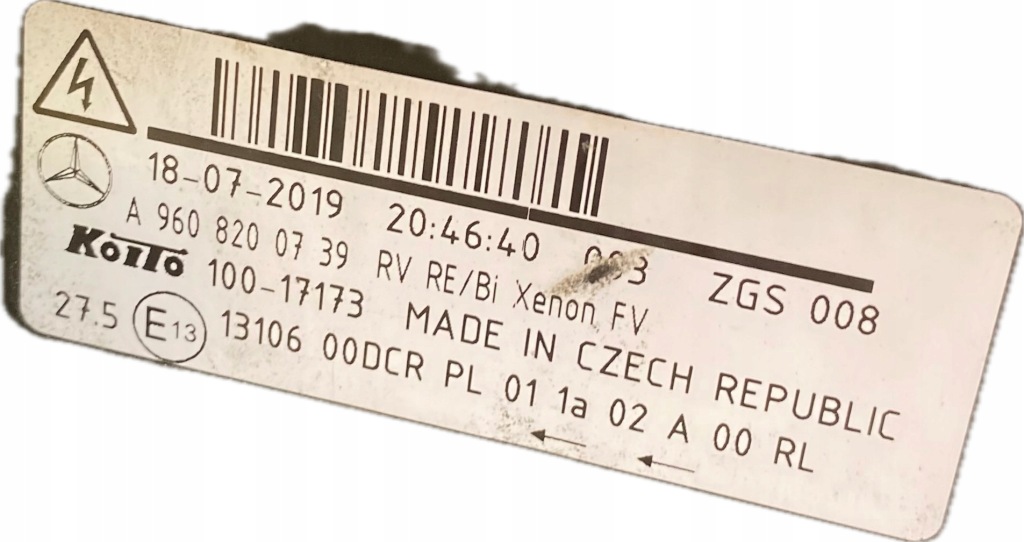 18-07-2019 20:46:40 ZGS 008
A 960 820 07 39 RV RE/Bi Xenon FV
KOITO 100-17173 MADE IN CZECH REPUBLIC
27.5 E13 13106 00DCR PL 01 1a 02 A 00 RL